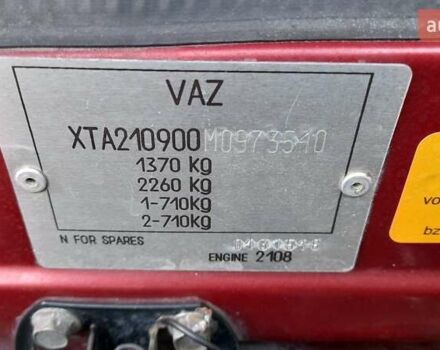 VAZ
XTA210900M0973510
1370 KG
2260 KG
1-710KG
2-710KG
N FOR SPARES
ENGINE 2108